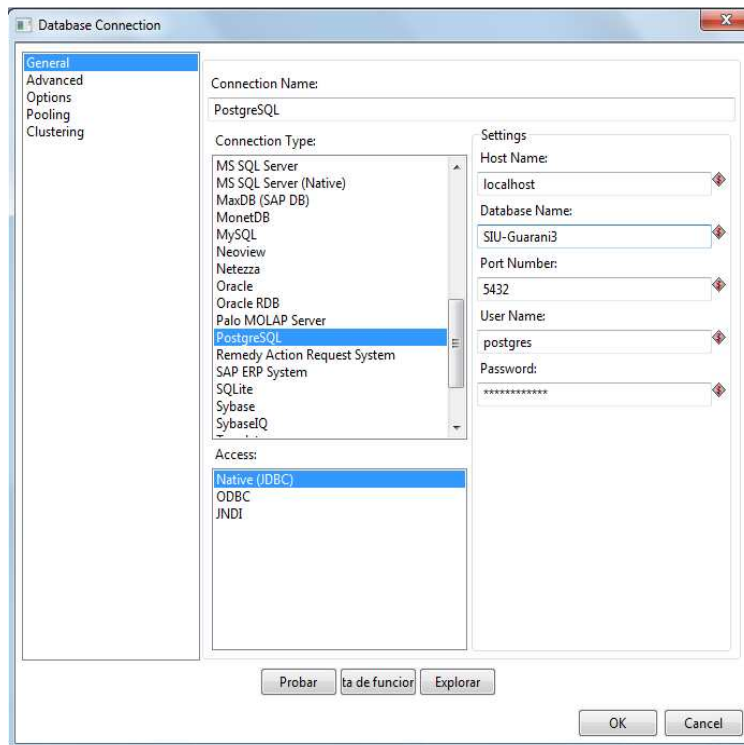 Database Connection
General
Advanced
Options
Pooling
Clustering
Connection Name:
PostgreSQL
Connection Type:
MS SQL Server
MS SQL Server (Native)
MaxDB (SAP DB)
MonetDB
MySQL
Neoview
Netezza
Oracle
Oracle RDB
Palo MOLAP Server
PostgreSQL
Remedy Action Request System
SAP ERP System
SQLite
Sybase
SybaseIQ
Access:
Native (JDBC)
ODBC
JNDI
Settings
Host Name:
localhost
Database Name:
SIU-Guarani3
Port Number:
5432
User Name:
postgres
Password:
************
Probar
ta de funcior
Explorar
OK
Cancel